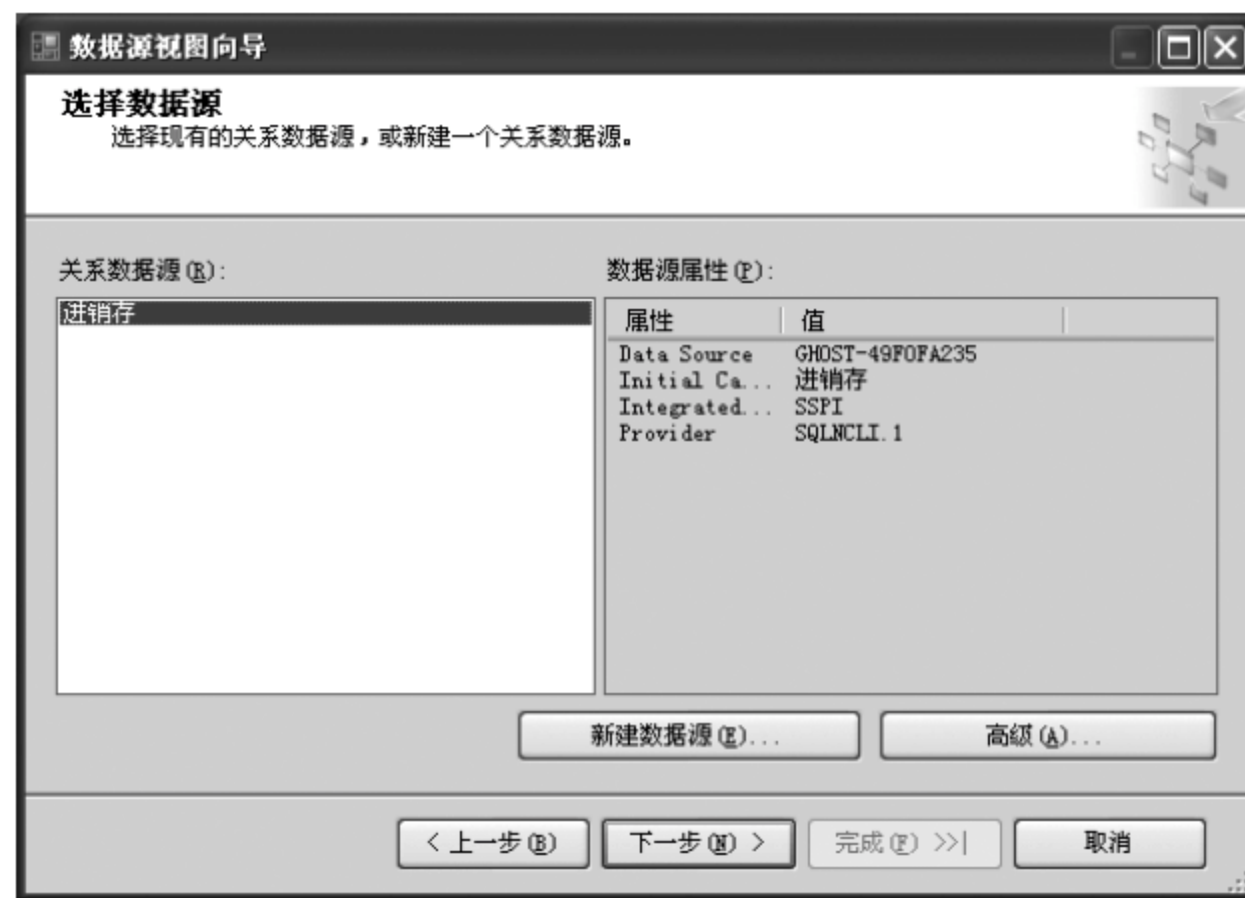 数据源视图向导
选择数据源
选择现有的关系数据源，或新建一个关系数据源。
关系数据源(R):
数据源属性(P):
进销存
属性 值
Data Source GHOST-49F0FA235
Initial Ca... 进销存
Integrated... SSPI
Provider SQLNCLI.1
新建数据源(E)... 高级(A)...
< 上一步(B) 下一步(N) > 完成(F) >>| 取消